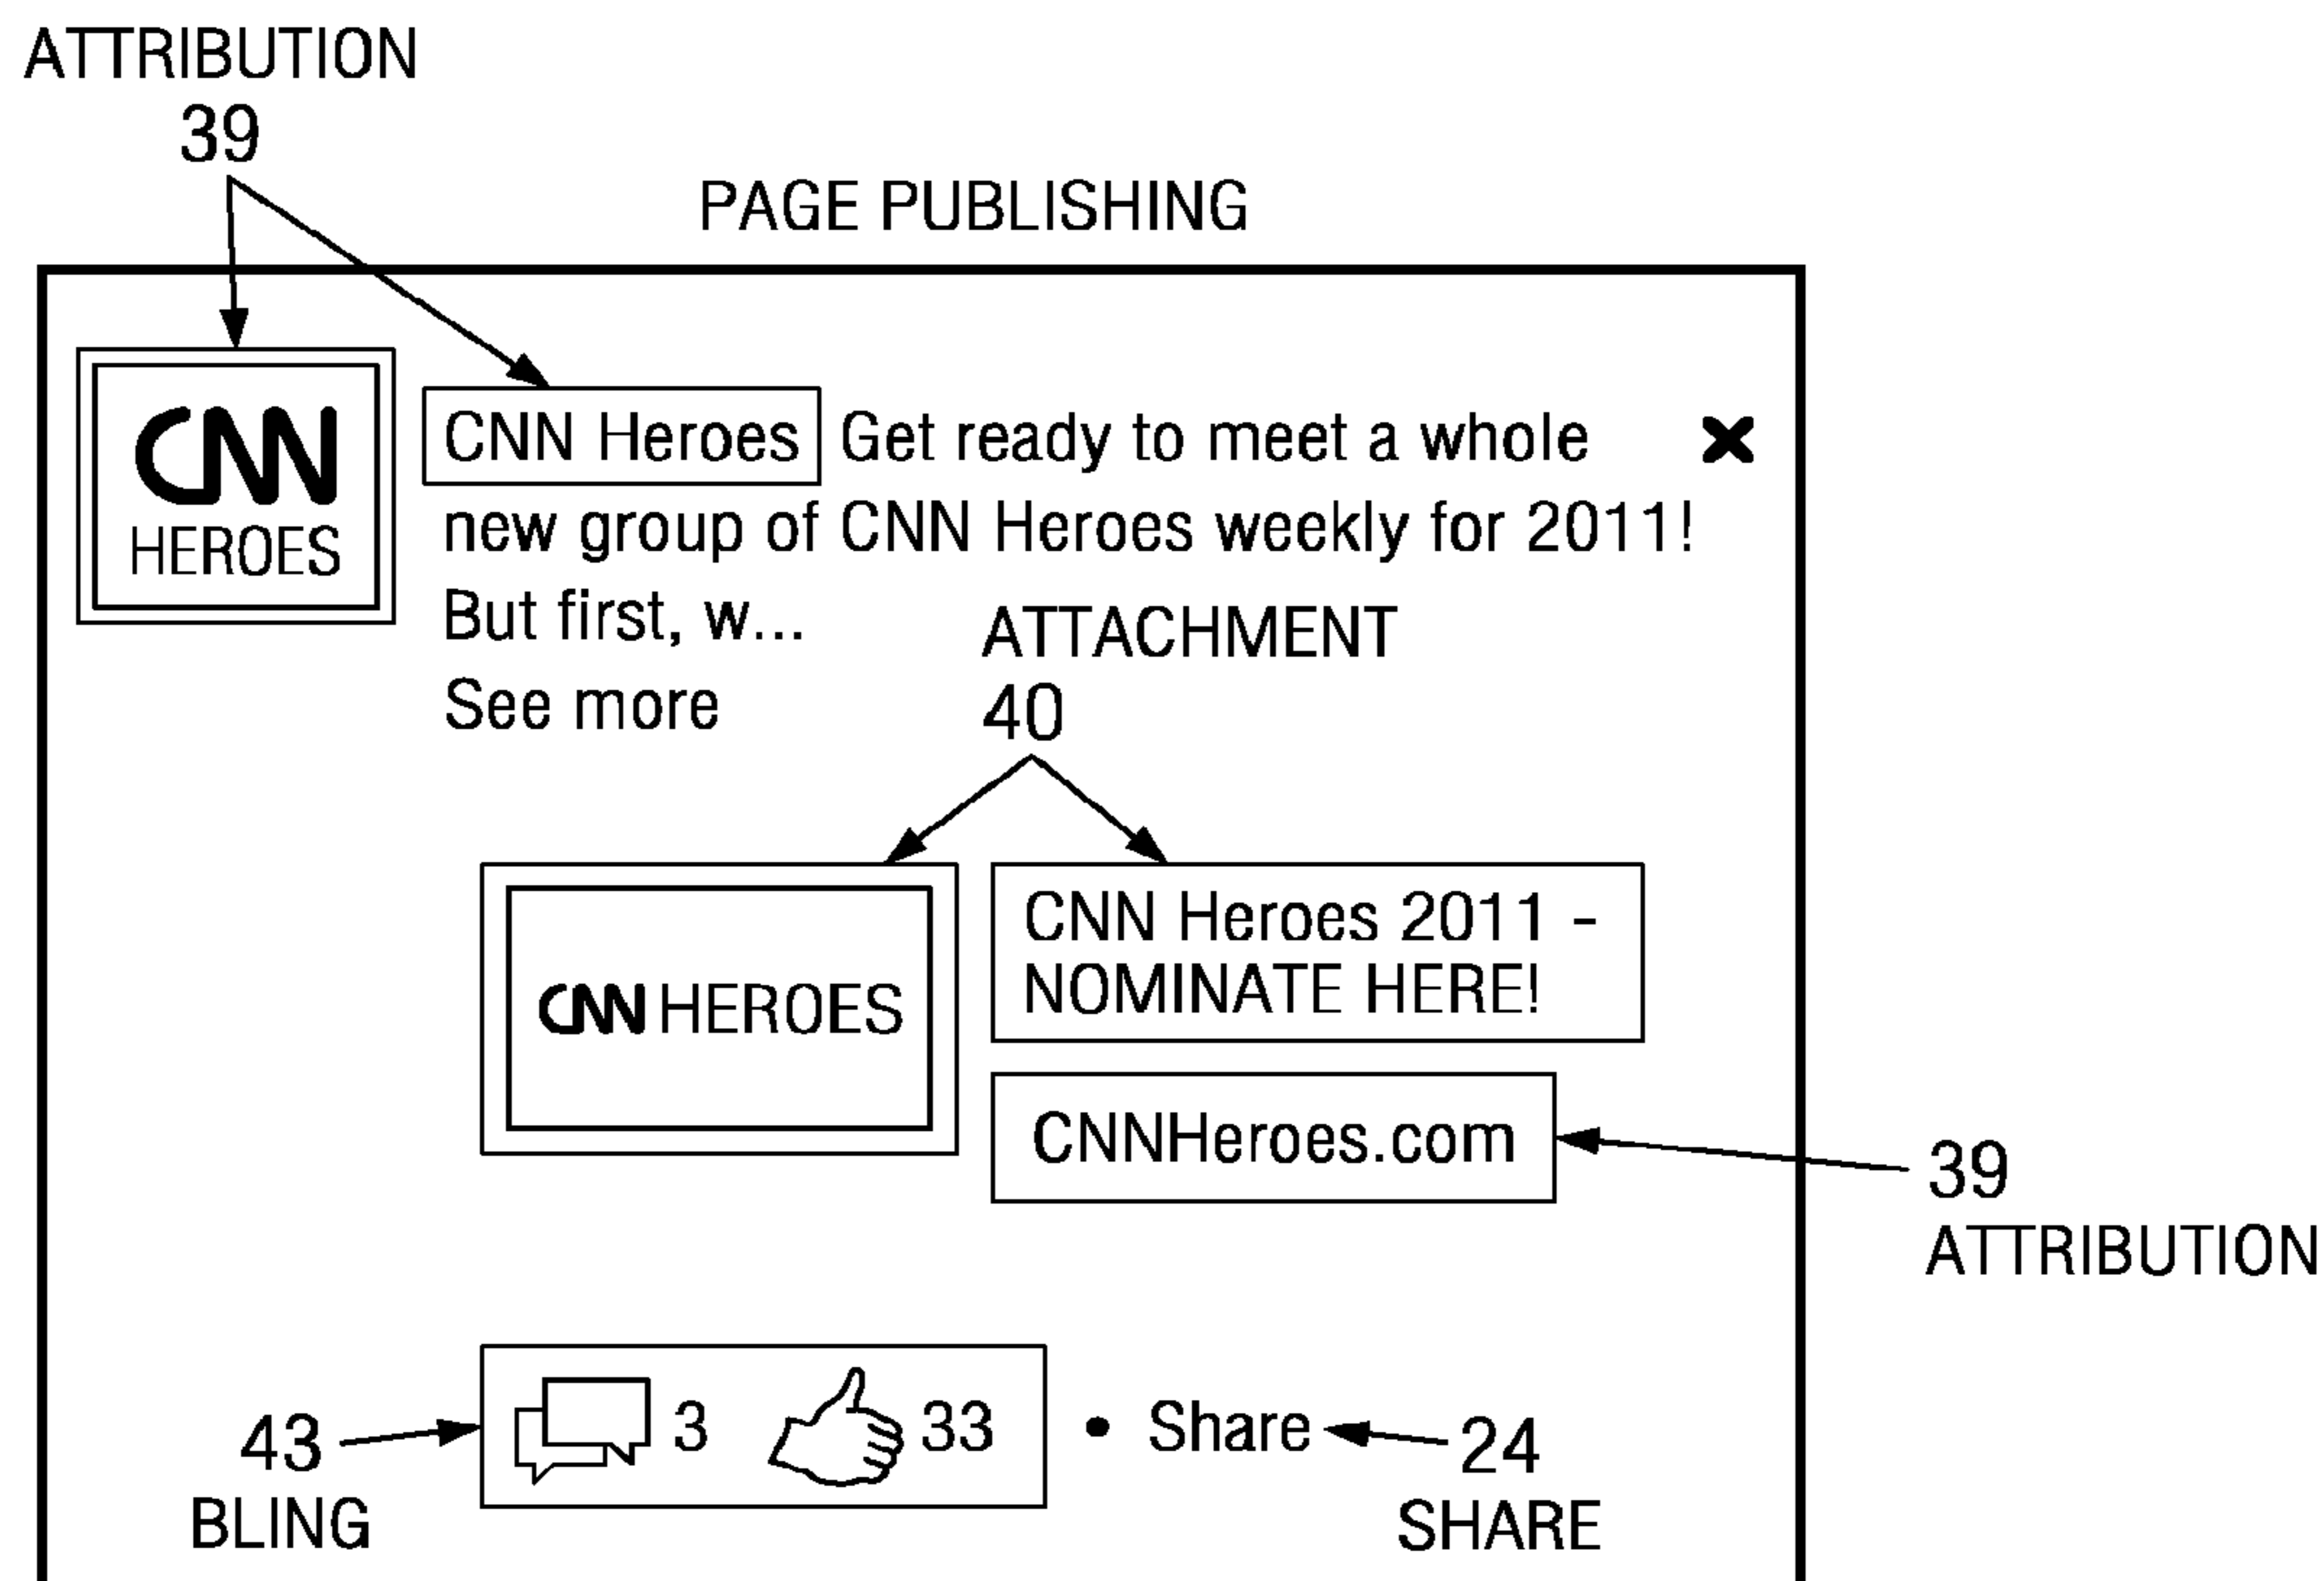 ATTRIBUTION
39
PAGE PUBLISHING
CNN
HEROES
CNN Heroes Get ready to meet a whole
new group of CNN Heroes weekly for 2011!
But first, w...
See more
ATTACHMENT
40
CNN HEROES
CNN Heroes 2011 -
NOMINATE HERE!
CNNHeroes.com
39
ATTRIBUTION
43
BLING
3 33 • Share
24
SHARE